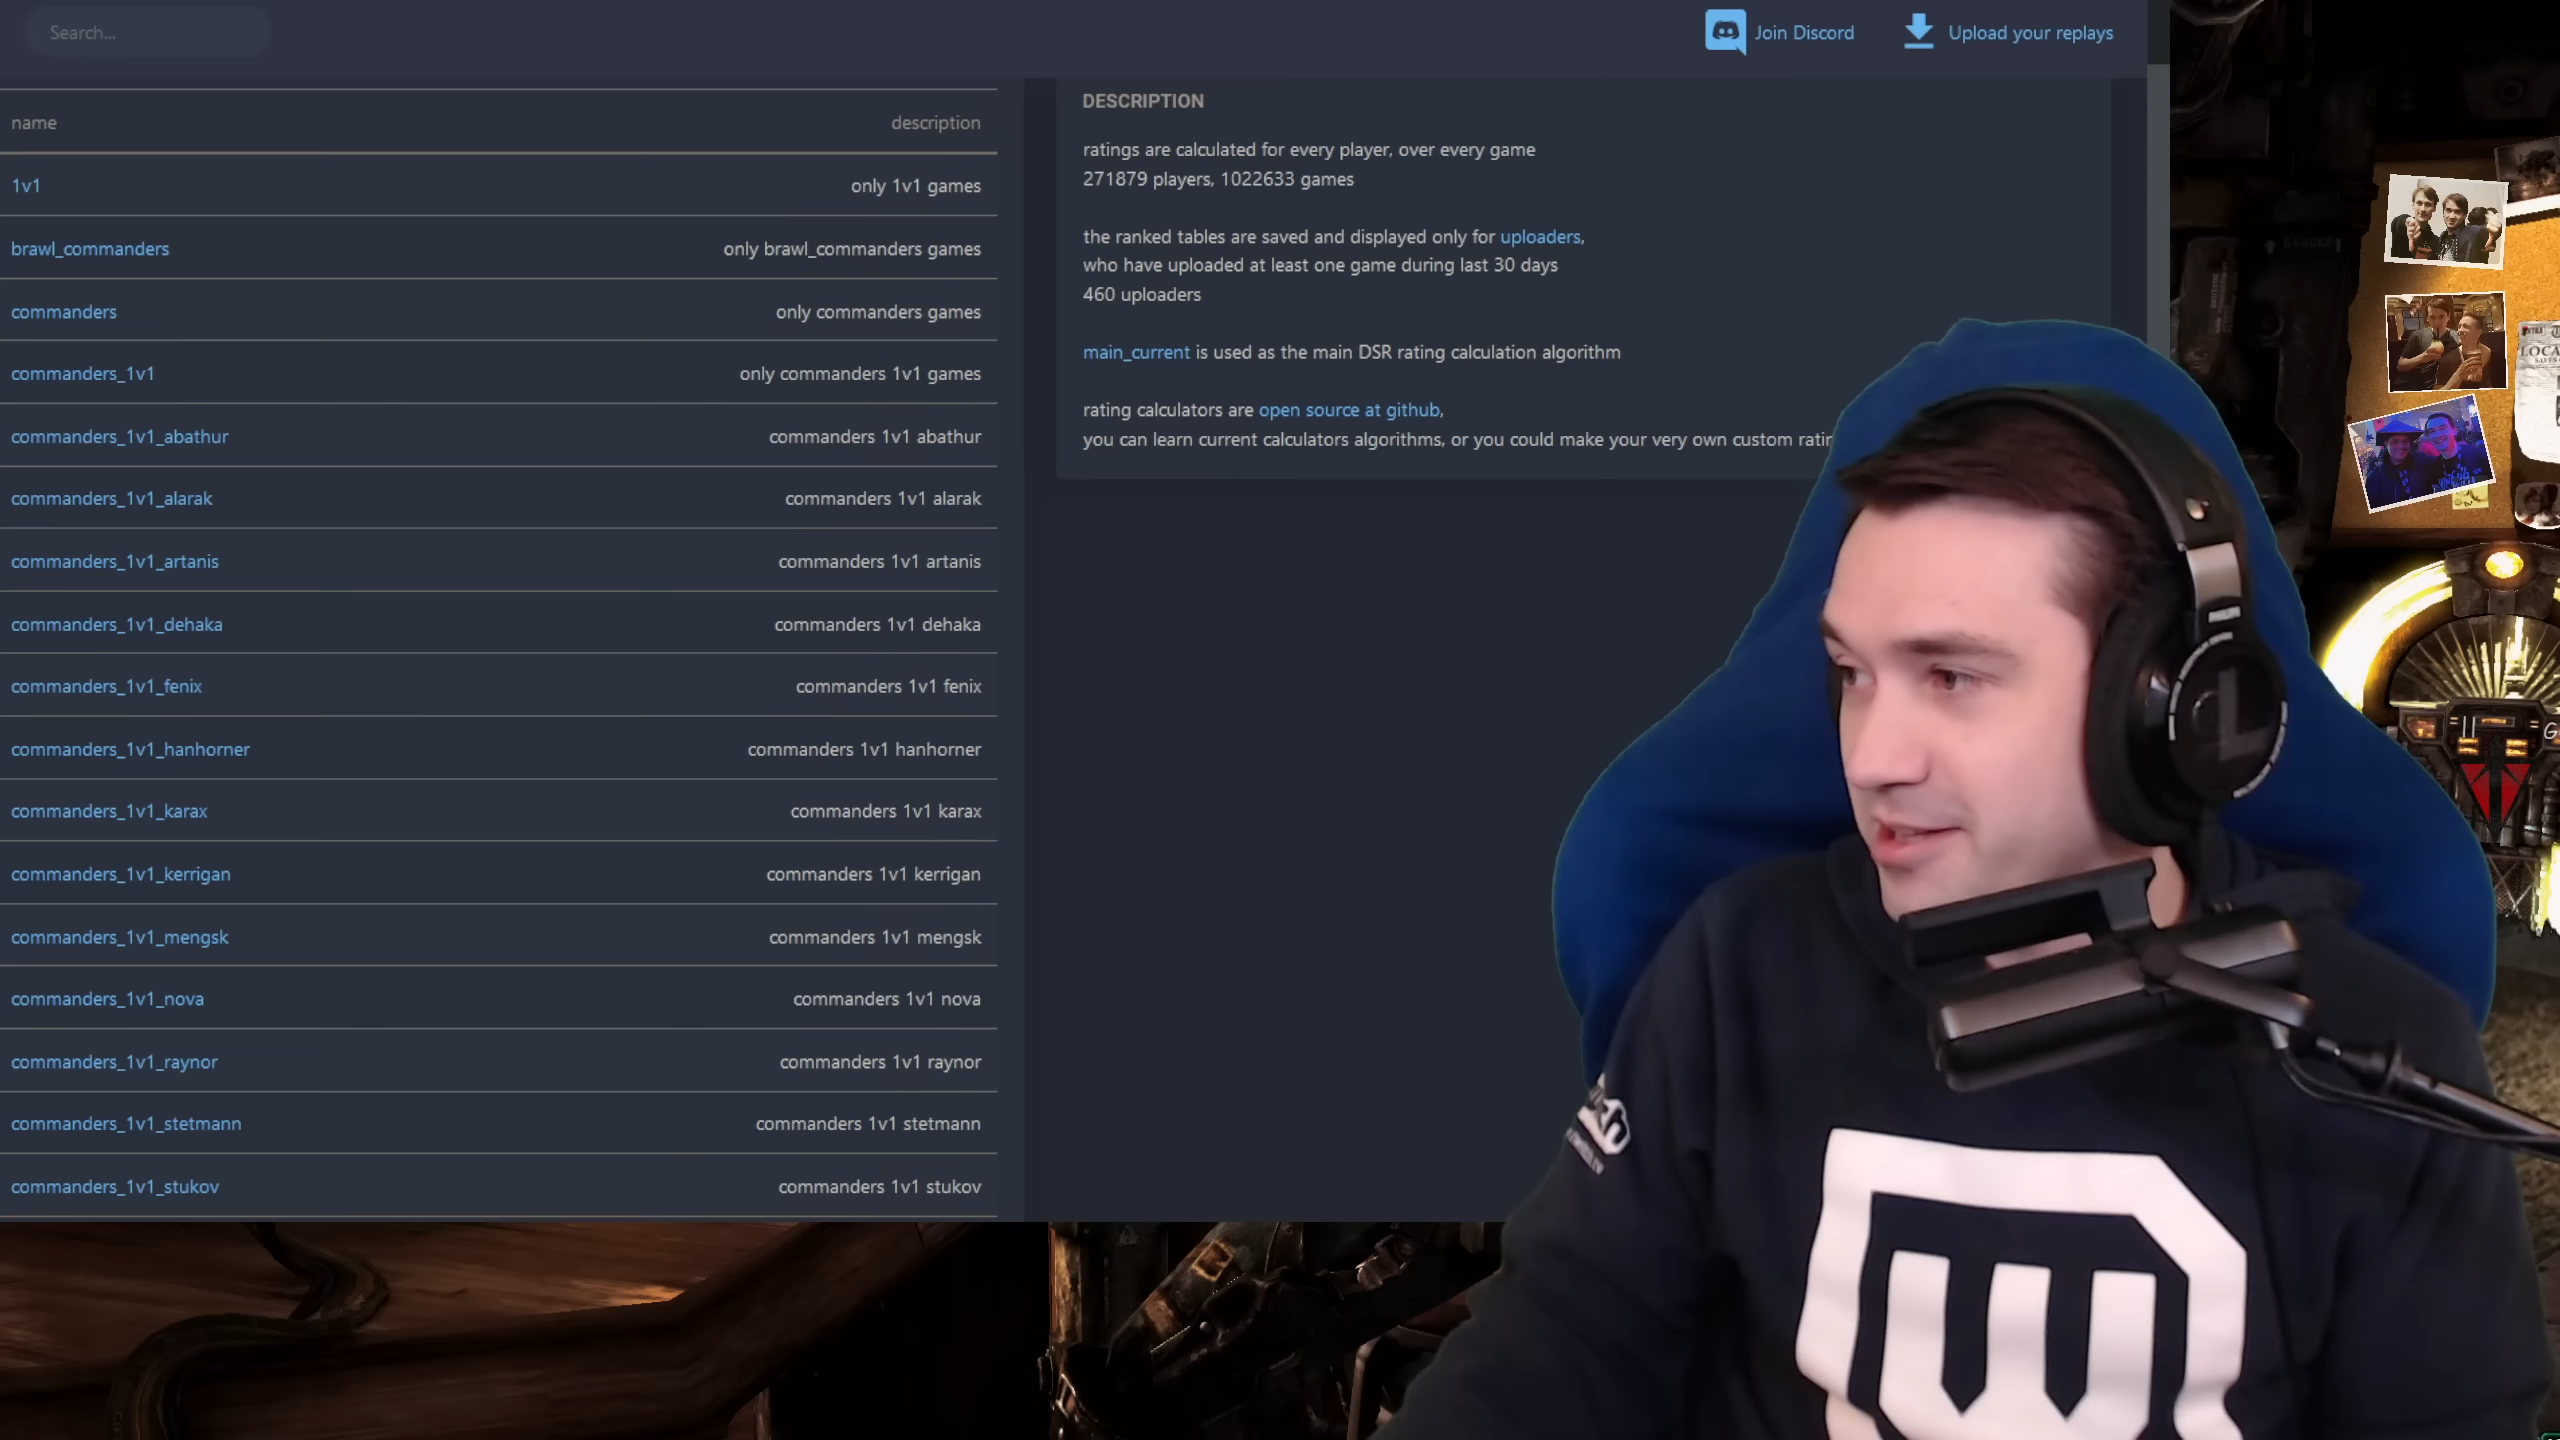 Search...
Join Discord
Upload your replays
name
description
1v1
only 1v1 games
brawl_commanders
only brawl_commanders games
commanders
only commanders games
commanders_1v1
only commanders 1v1 games
commanders_1v1_abathur
commanders 1v1 abathur
commanders_1v1_alarak
commanders 1v1 alarak
commanders_1v1_artanis
commanders 1v1 artanis
commanders_1v1_dehaka
commanders 1v1 dehaka
commanders_1v1_fenix
commanders 1v1 fenix
commanders_1v1_hanhorner
commanders 1v1 hanhorner
commanders_1v1_karax
commanders 1v1 karax
commanders_1v1_kerrigan
commanders 1v1 kerrigan
commanders_1v1_mengsk
commanders 1v1 mengsk
commanders_1v1_nova
commanders 1v1 nova
commanders_1v1_raynor
commanders 1v1 raynor
commanders_1v1_stetmann
commanders 1v1 stetmann
commanders_1v1_stukov
commanders 1v1 stukov
DESCRIPTION
ratings are calculated for every player, over every game
271879 players, 1022633 games
the ranked tables are saved and displayed only for uploaders,
who have uploaded at least one game during last 30 days
460 uploaders
main_current is used as the main DSR rating calculation algorithm
rating calculators are open source at github,
you can learn current calculators algorithms, or you could make your very own custom ratin